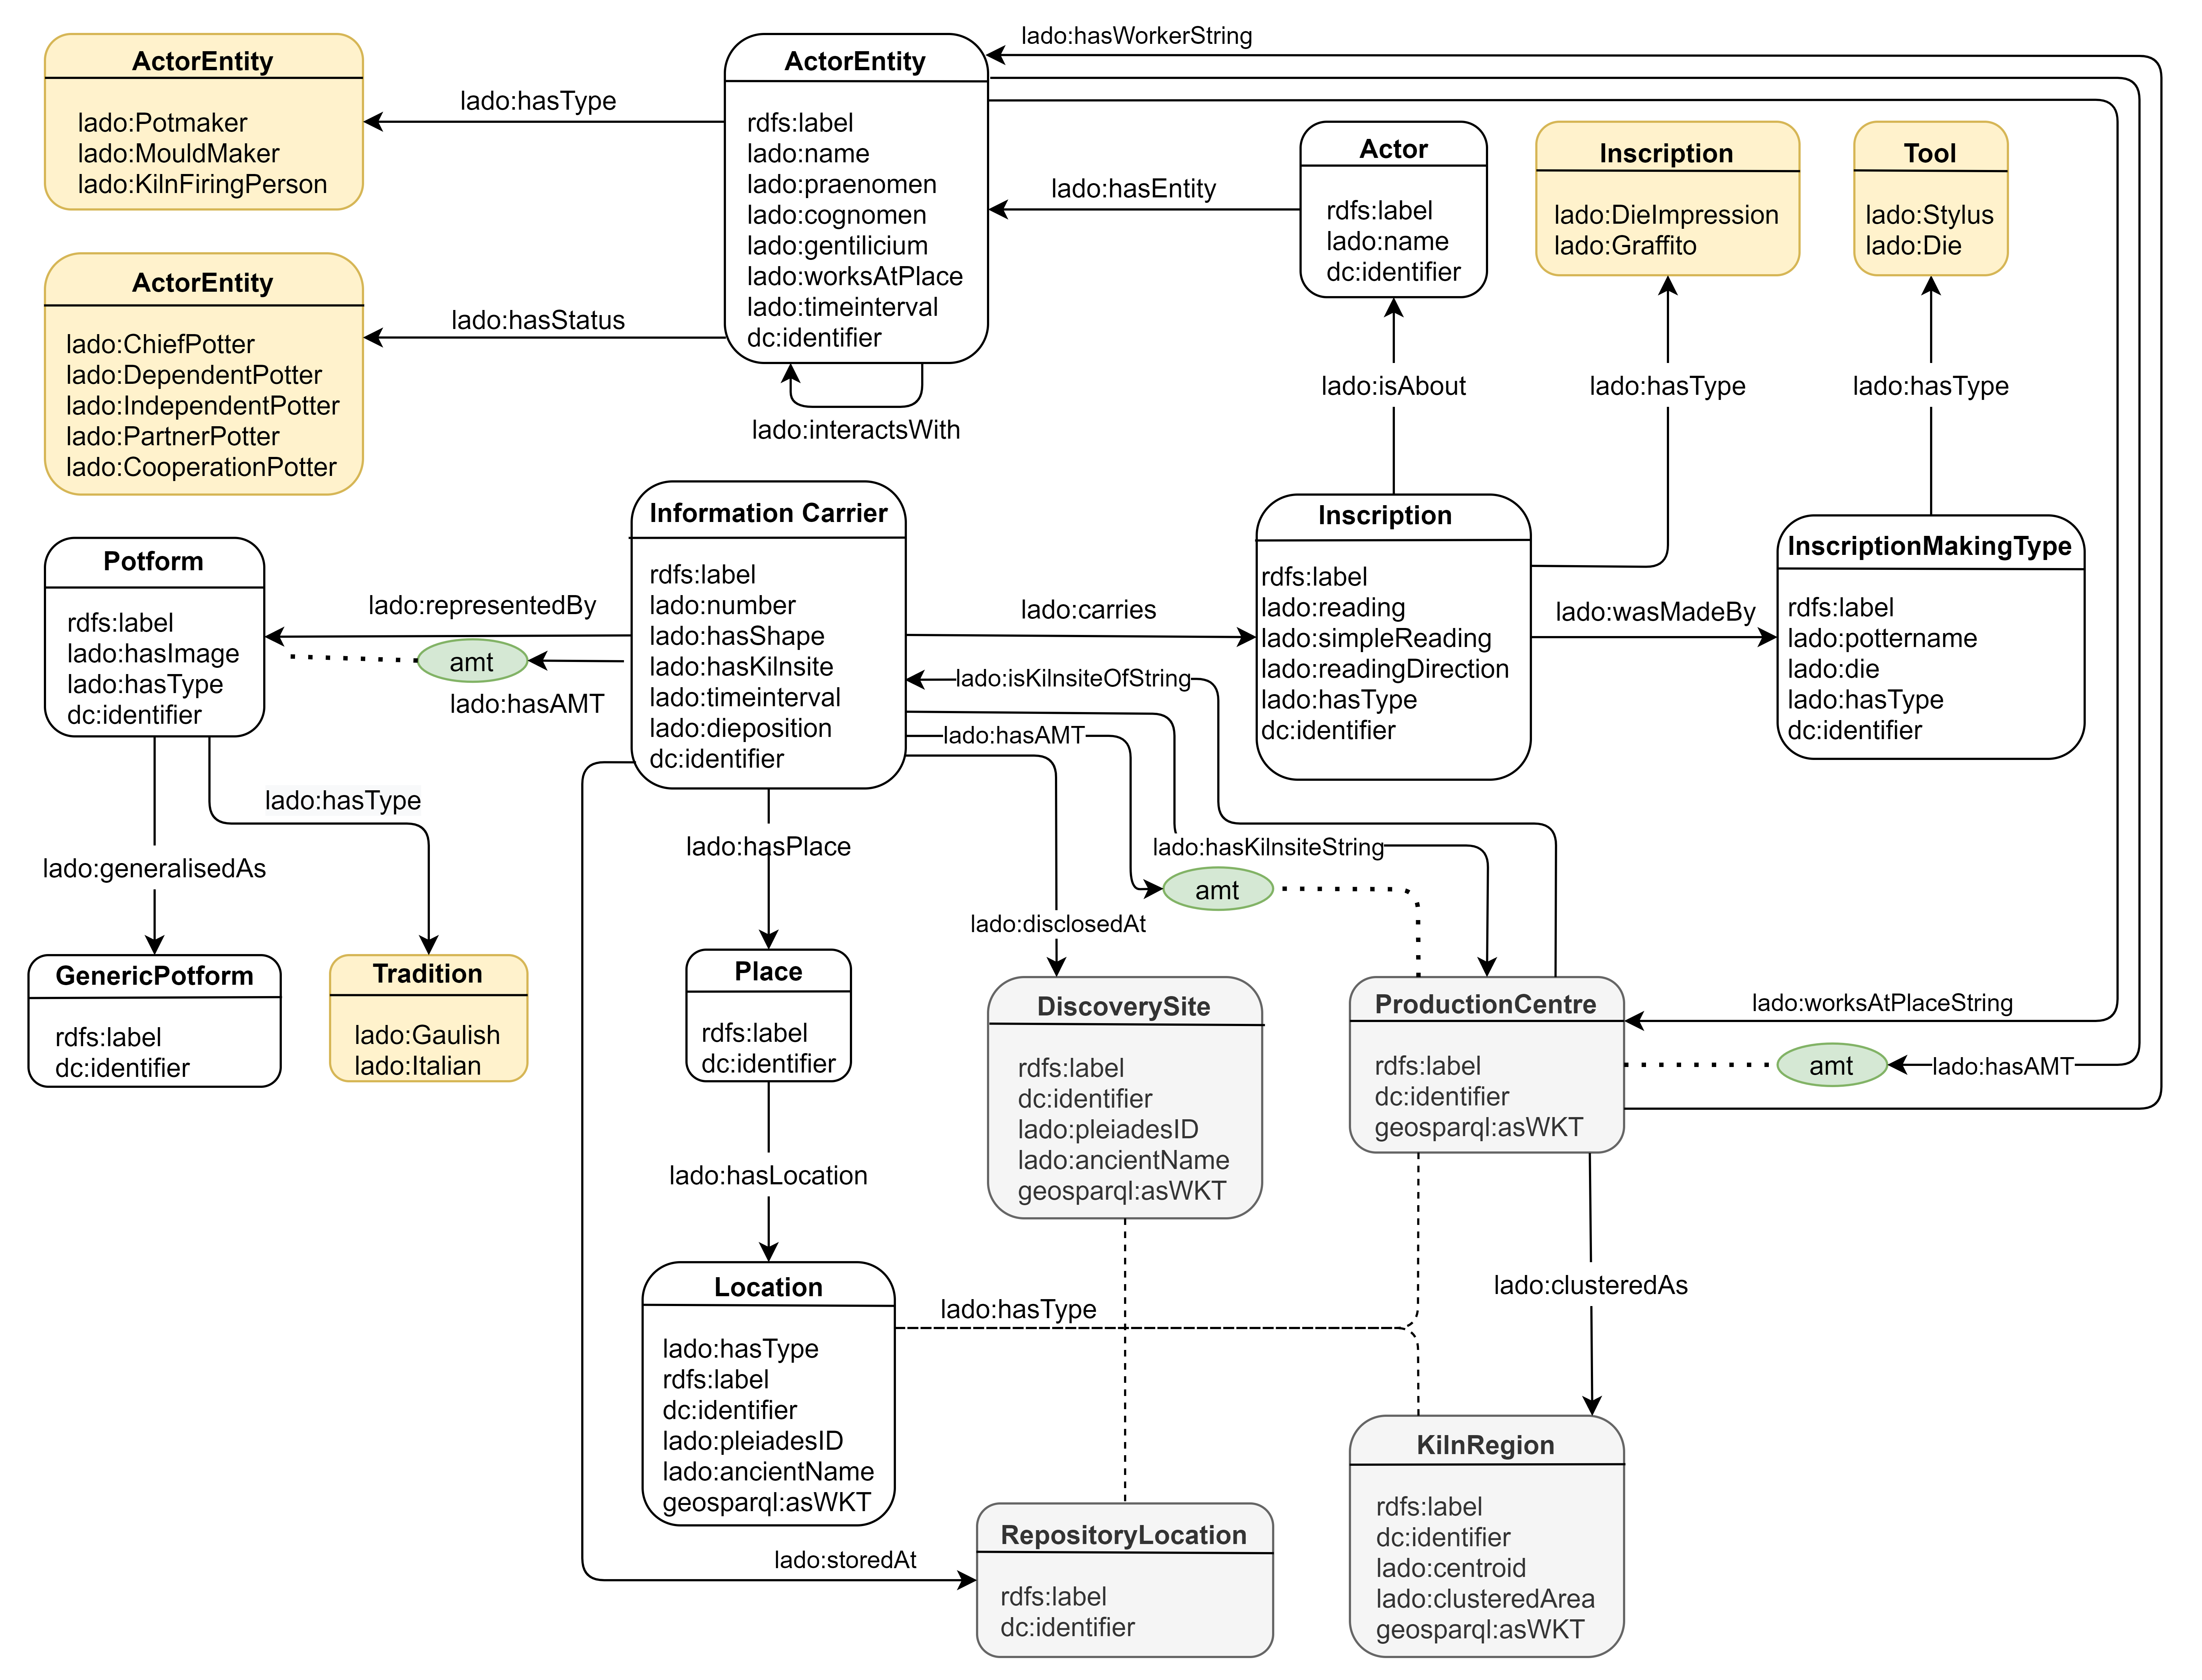 lado:hasWorkerString
ActorEntity
lado:Potmaker
lado:MouldMaker
lado:KilnFiringPerson
lado:hasType
ActorEntity
rdfs:label
lado:name
lado:praenomen
lado:cognomen
lado:gentilicium
lado:worksAtPlace
lado:timeinterval
dc:identifier
lado:hasEntity
Actor
rdfs:label
lado:name
dc:identifier
Inscription
lado:DieImpression
lado:Graffito
Tool
lado:Stylus
lado:Die
ActorEntity
lado:ChiefPotter
lado:DependentPotter
lado:IndependentPotter
lado:PartnerPotter
lado:CooperationPotter
lado:hasStatus
lado:interactsWith
lado:isAbout
lado:hasType
lado:hasType
Potform
rdfs:label
lado:hasImage
lado:hasType
dc:identifier
lado:representedBy
amt
lado:hasAMT
Information Carrier
rdfs:label
lado:number
lado:hasShape
lado:hasKilnsite
lado:timeinterval
lado:dieposition
dc:identifier
lado:carries
lado:isKilnsiteOfString
lado:hasAMT
Inscription
rdfs:label
lado:reading
lado:simpleReading
lado:readingDirection
lado:hasType
dc:identifier
lado:wasMadeBy
InscriptionMakingType
rdfs:label
lado:pottername
lado:die
lado:hasType
dc:identifier
lado:hasType
lado:generalisedAs
lado:hasPlace
lado:hasKilnsiteString
amt
lado:disclosedAt
GenericPotform
rdfs:label
dc:identifier
Tradition
lado:Gaulish
lado:Italian
Place
rdfs:label
dc:identifier
DiscoverySite
rdfs:label
dc:identifier
lado:pleiadesID
lado:ancientName
geosparql:asWKT
ProductionCentre
rdfs:label
dc:identifier
geosparql:asWKT
lado:worksAtPlaceString
amt
lado:hasAMT
lado:hasLocation
lado:clusteredAs
Location
lado:hasType
rdfs:label
dc:identifier
lado:pleiadesID
lado:ancientName
geosparql:asWKT
lado:hasType
lado:storedAt
RepositoryLocation
rdfs:label
dc:identifier
KilnRegion
rdfs:label
dc:identifier
lado:centroid
lado:clusteredArea
geosparql:asWKT